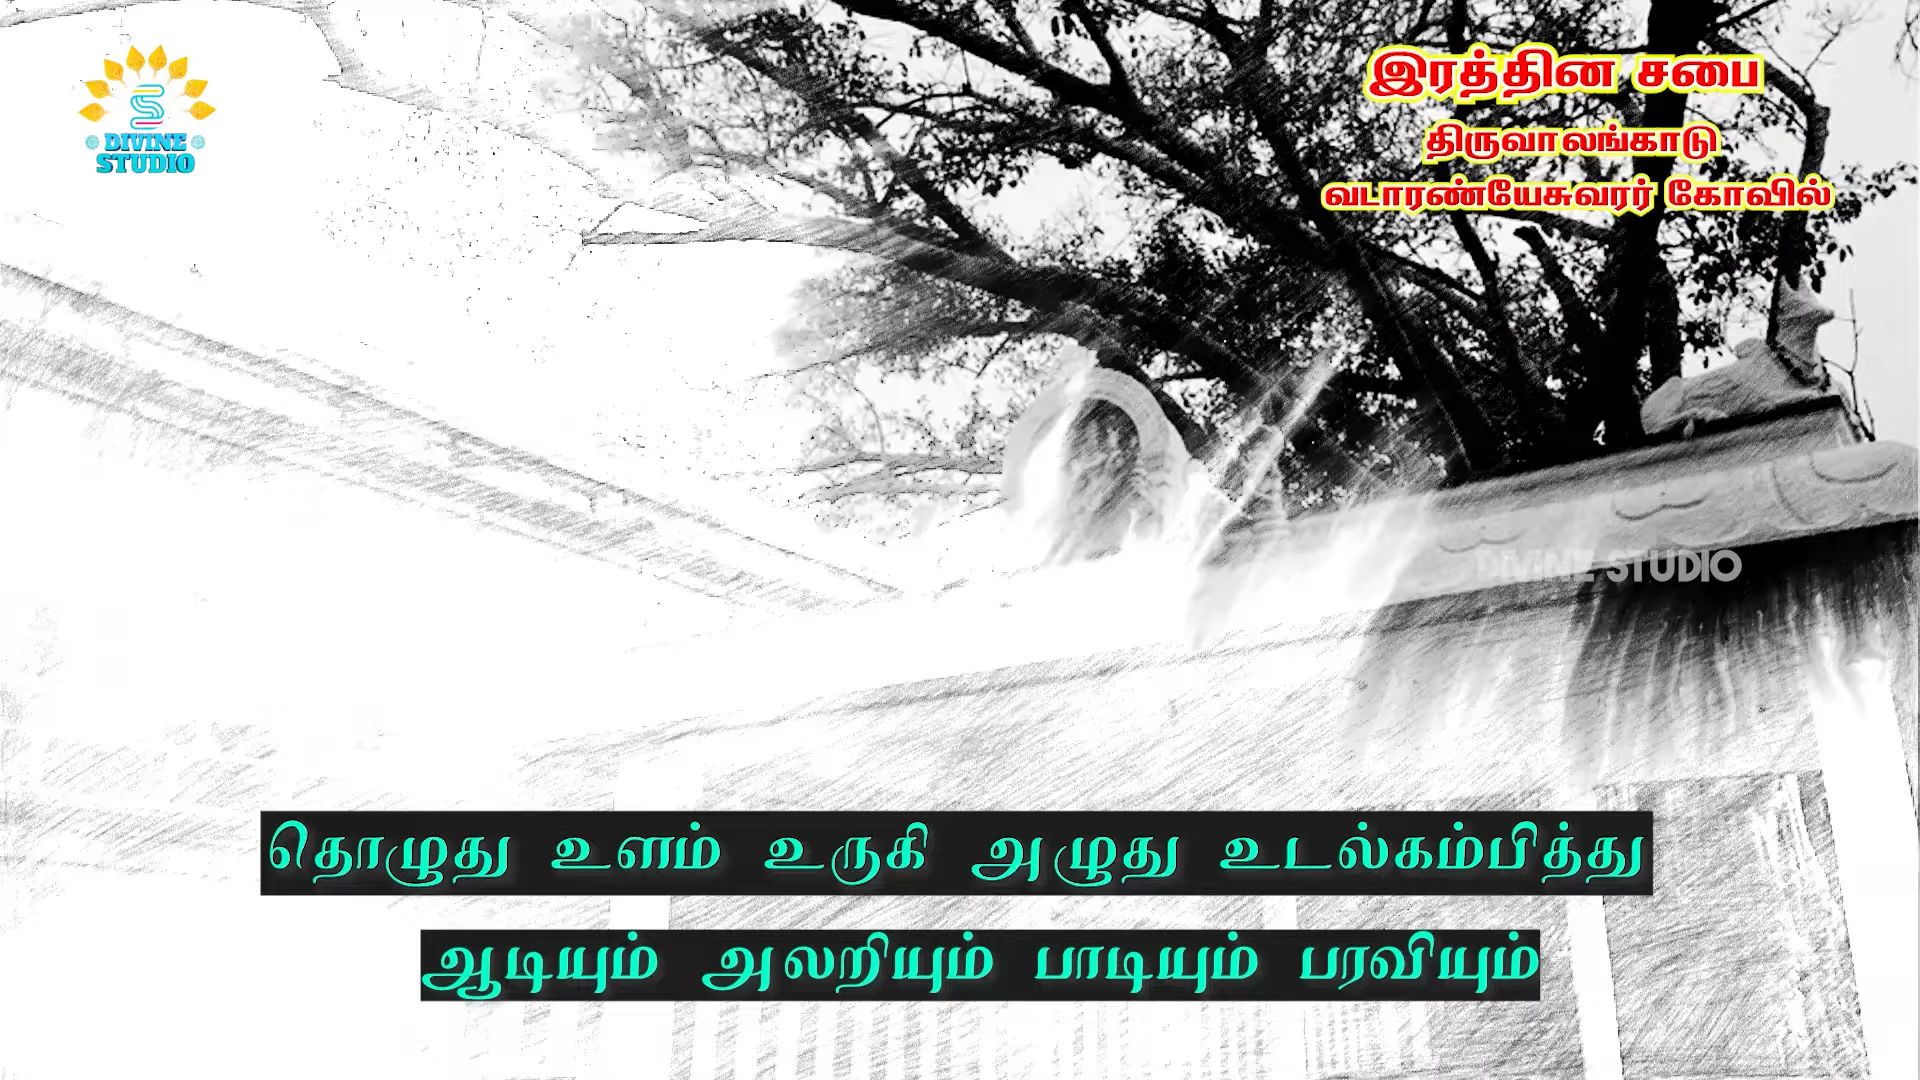 DIVINE
STUDIO
இரத்தின சபை
திருவாலங்காடு
வடாரண்யேசுவரர் கோவில்
DIVINE STUDIO
தொழுது உளம் உருகி அழுது உடல்கம்பித்து
ஆடியும் அலறியும் பாடியும் பரவியும்